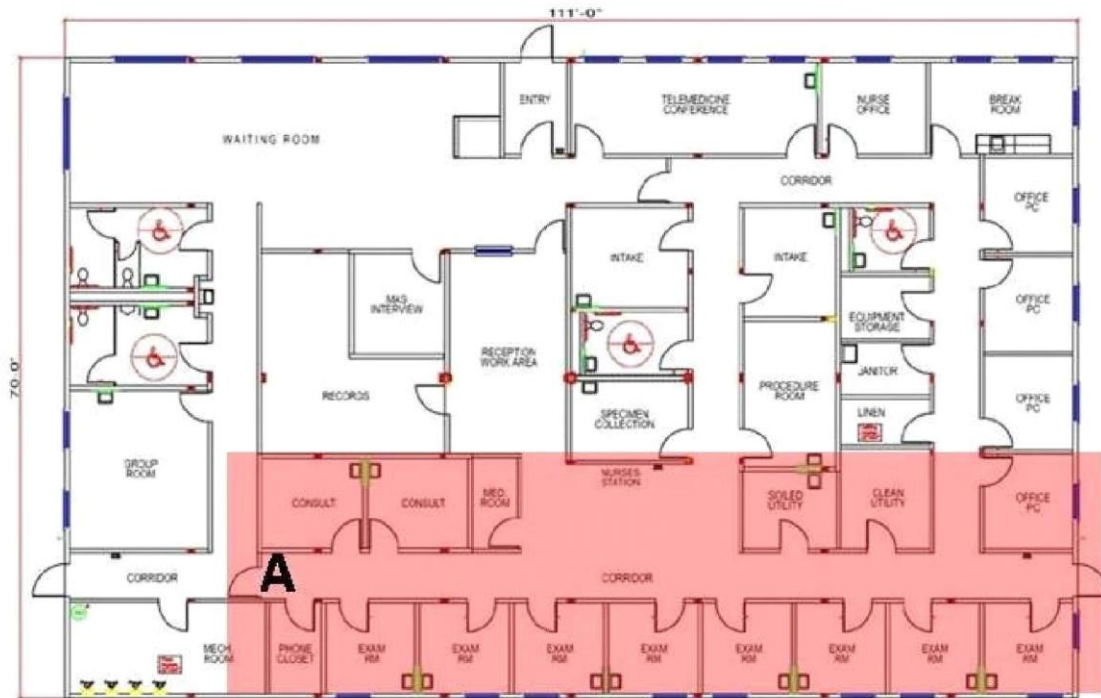 111'-0"
ENTRY
TELEMEDICINE
CONFERENCE
NURSE
OFFICE
BREAK
ROOM
WAITING ROOM
CORRIDOR
OFFICE
PC
INTAKE
INTAKE
MAS
INTERVIEW
EQUIPMENT
STORAGE
OFFICE
PC
RECEPTION
WORK AREA
70'-0"
JANITOR
PROCEDURE
ROOM
RECORDS
OFFICE
PC
LINEN
SPECIMEN
COLLECTION
GROUP
ROOM
NURSES
STATION
CONSULT.
CONSULT.
MED.
ROOM
SOILED
UTILITY
CLEAN
UTILITY
OFFICE
PC
A
CORRIDOR
CORRIDOR
MECH.
ROOM
PHONE
CLOSET
EXAM
RM
EXAM
RM
EXAM
RM
EXAM
RM
EXAM
RM
EXAM
RM
EXAM
RM
EXAM
RM